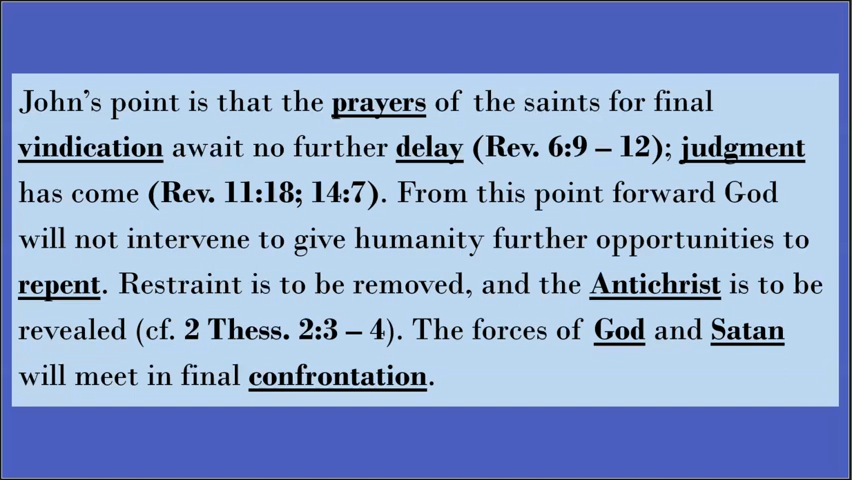 John's point is that the prayers of the saints for final
vindication await no further delay (Rev. 6:9 – 12); judgment
has come (Rev. 11:18; 14:7). From this point forward God
will not intervene to give humanity further opportunities to
repent. Restraint is to be removed, and the Antichrist is to be
revealed (cf. 2 Thess. 2:3 – 4). The forces of God and Satan
will meet in final confrontation.